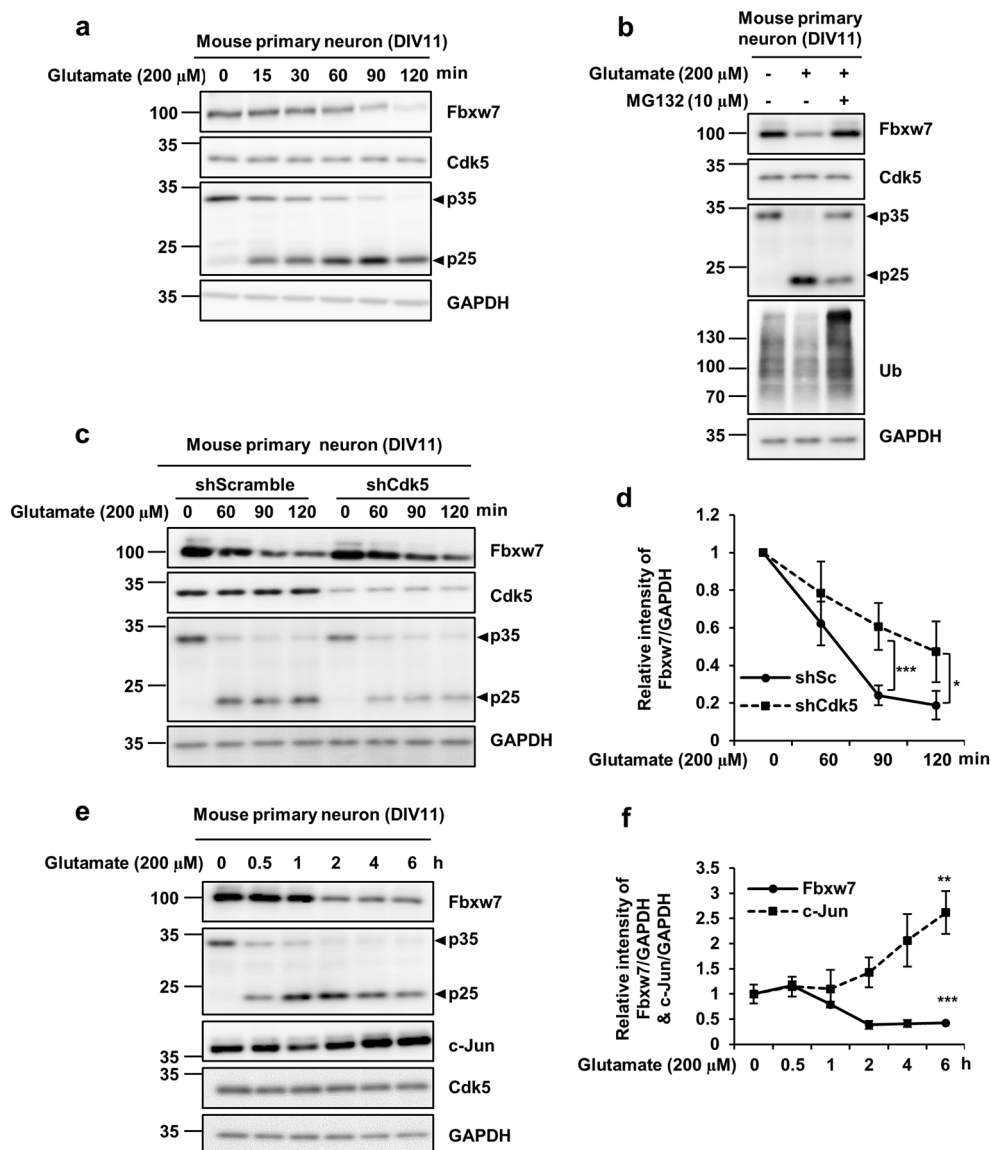 a
Mouse primary neuron (DIV11)
Glutamate (200 µM) 0 15 30 60 90 120 min
100 Fbxw7
35 Cdk5
35 p35
25 p25
35 GAPDH
b
Mouse primary
neuron (DIV11)
Glutamate (200 µM) - + +
MG132 (10 µM) - - +
100 Fbxw7
35 Cdk5
35 p35
25 p25
130
100 Ub
70
35 GAPDH
c
Mouse primary neuron (DIV11)
shScramble shCdk5
Glutamate (200 µM) 0 60 90 120 0 60 90 120 min
100 Fbxw7
35 Cdk5
35 p35
25 p25
35 GAPDH
d
Relative intensity of
Fbxw7/GAPDH
1.2
1
0.8
0.6
0.4
0.2
0
***
*
shSc
shCdk5
Glutamate (200 µM) 0 60 90 120 min
e
Mouse primary neuron (DIV11)
Glutamate (200 µM) 0 0.5 1 2 4 6 h
100 Fbxw7
35 p35
25 p25
35 c-Jun
35 Cdk5
35 GAPDH
f
Relative intensity of
Fbxw7/GAPDH
& c-Jun/GAPDH
3.5
3
2.5
2
1.5
1
0.5
0
Fbxw7
c-Jun
**
***
Glutamate (200 µM) 0 0.5 1 2 4 6 h